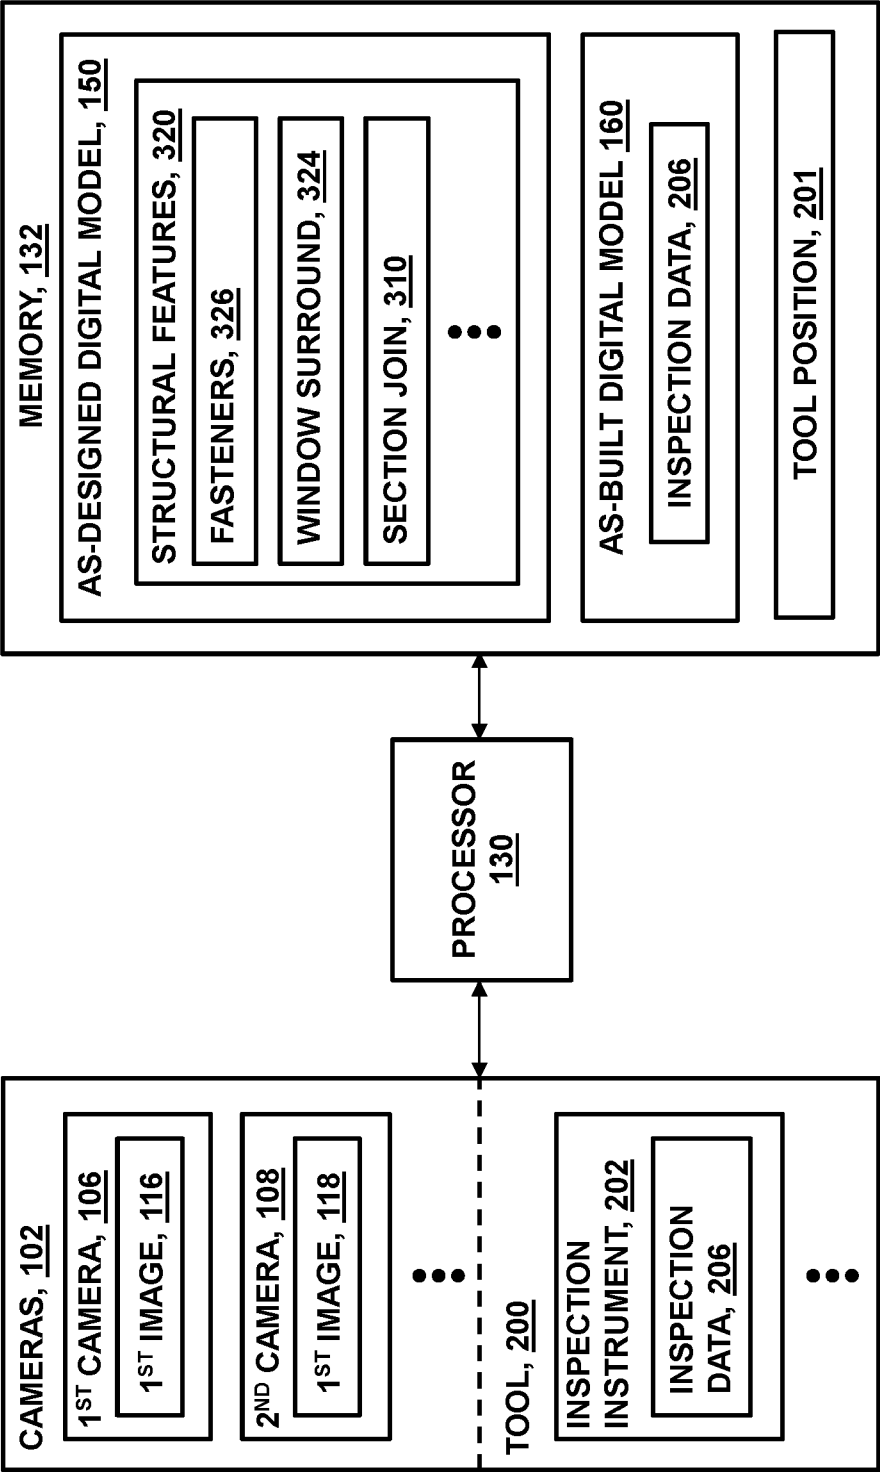 CAMERAS, 102
1ST CAMERA, 106
1ST IMAGE, 116
2ND CAMERA, 108
1ST IMAGE, 118
TOOL, 200
INSPECTION
INSTRUMENT, 202
INSPECTION
DATA, 206
PROCESSOR
130
MEMORY, 132
AS-DESIGNED DIGITAL MODEL, 150
STRUCTURAL FEATURES, 320
FASTENERS, 326
WINDOW SURROUND, 324
SECTION JOIN, 310
AS-BUILT DIGITAL MODEL 160
INSPECTION DATA, 206
TOOL POSITION, 201